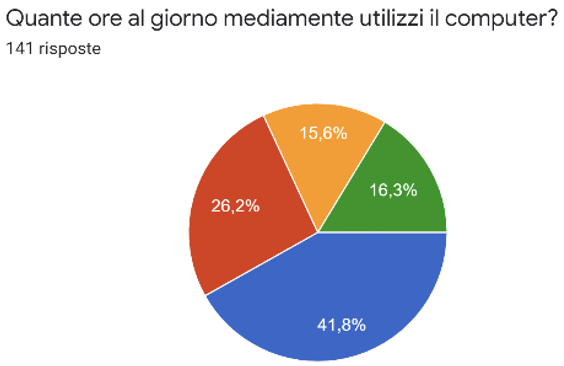 Quante ore al giorno mediamente utilizzi il computer?
141 risposte
15,6%
16,3%
26,2%
41,8%